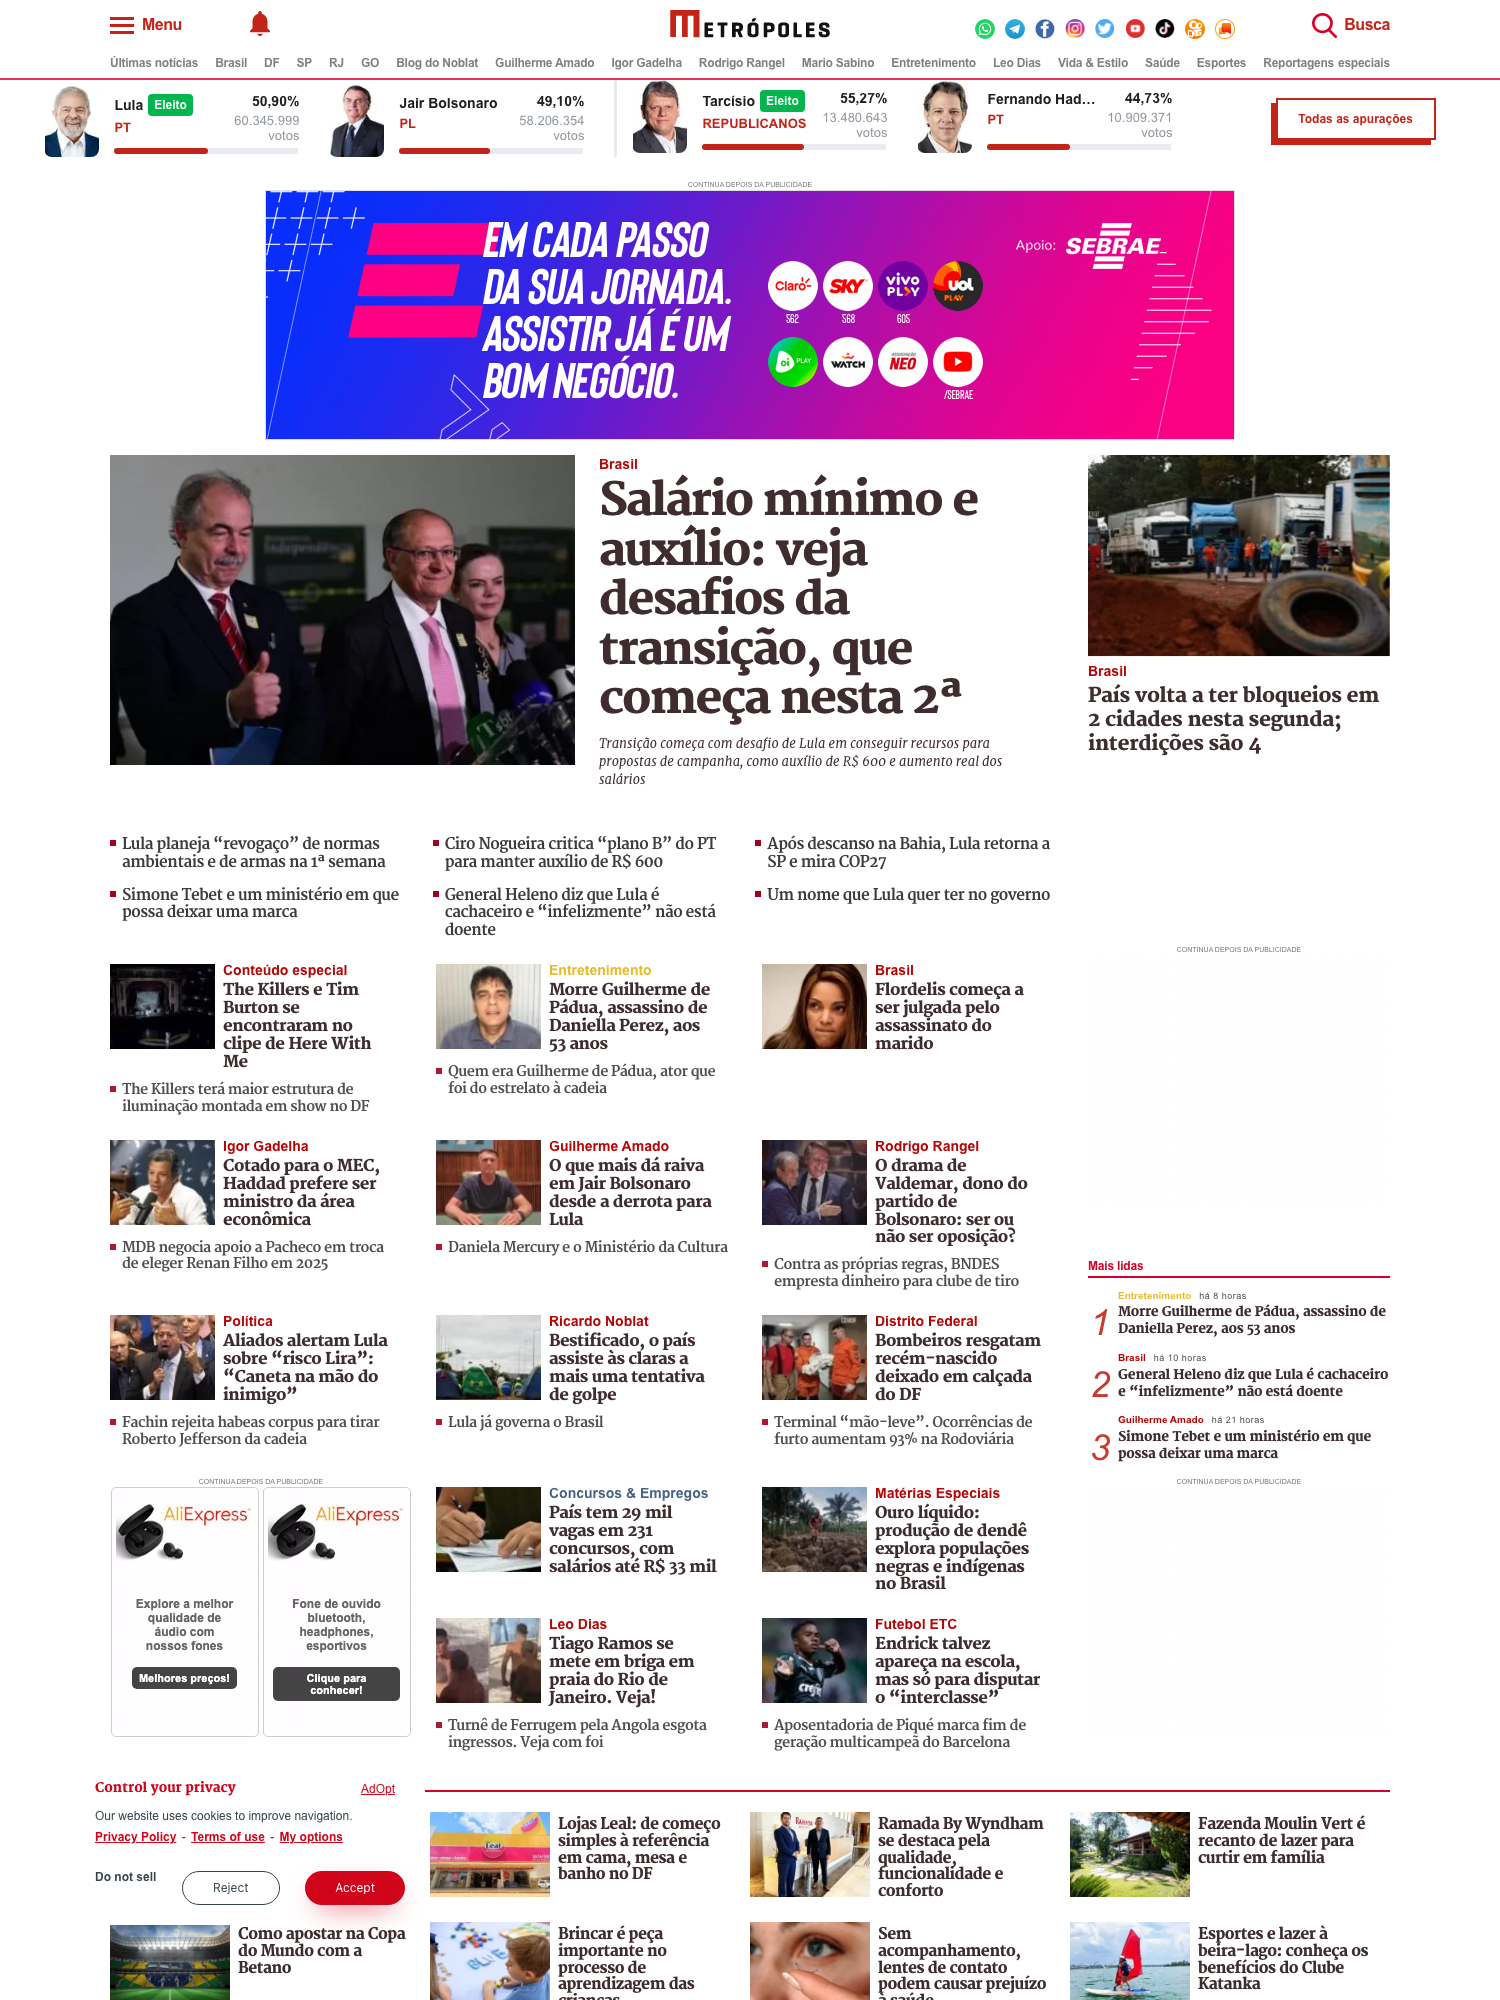 Menu
METRÓPOLES
Busca
Últimas notícias Brasil DF SP RJ GO Blog do Noblat Guilherme Amado Igor Gadelha Rodrigo Rangel Mario Sabino Entretenimento Leo Dias Vida & Estilo Saúde Esportes Reportagens especiais
Lula Eleito 50,90%
PT 60.345.999
votos
Jair Bolsonaro 49,10%
PL 58.206.354
votos
Tarcísio Eleito 55,27%
REPUBLICANOS 13.480.643
votos
Fernando Had... 44,73%
PT 10.909.371
votos
Todas as apurações
CONTINUA DEPOIS DA PUBLICIDADE
EM CADA PASSO
DA SUA JORNADA.
ASSISTIR JÁ É UM
BOM NEGÓCIO.
Claro SKY vivo PLAY UOL PLAY
562 568 605
oi PLAY WATCH ASSOCIAÇÃO NEO
/SEBRAE
Apoio: SEBRAE
Brasil
Salário mínimo e
auxílio: veja
desafios da
transição, que
começa nesta 2ª
Transição começa com desafio de Lula em conseguir recursos para
propostas de campanha, como auxílio de R$ 600 e aumento real dos
salários
Brasil
País volta a ter bloqueios em
2 cidades nesta segunda;
interdições são 4
Lula planeja “revogaço” de normas
ambientais e de armas na 1ª semana
Ciro Nogueira critica “plano B” do PT
para manter auxílio de R$ 600
Após descanso na Bahia, Lula retorna a
SP e mira COP27
Simone Tebet e um ministério em que
possa deixar uma marca
General Heleno diz que Lula é
cachaceiro e “infelizmente” não está
doente
Um nome que Lula quer ter no governo
CONTINUA DEPOIS DA PUBLICIDADE
Conteúdo especial
The Killers e Tim
Burton se
encontraram no
clipe de Here With
Me
The Killers terá maior estrutura de
iluminação montada em show no DF
Entretenimento
Morre Guilherme de
Pádua, assassino de
Daniella Perez, aos
53 anos
Quem era Guilherme de Pádua, ator que
foi do estrelato à cadeia
Brasil
Flordelis começa a
ser julgada pelo
assassinato do
marido
Igor Gadelha
Cotado para o MEC,
Haddad prefere ser
ministro da área
econômica
MDB negocia apoio a Pacheco em troca
de eleger Renan Filho em 2025
Guilherme Amado
O que mais dá raiva
em Jair Bolsonaro
desde a derrota para
Lula
Daniela Mercury e o Ministério da Cultura
Rodrigo Rangel
O drama de
Valdemar, dono do
partido de
Bolsonaro: ser ou
não ser oposição?
Contra as próprias regras, BNDES
empresta dinheiro para clube de tiro
Mais lidas
1
Entretenimento há 8 horas
Morre Guilherme de Pádua, assassino de
Daniella Perez, aos 53 anos
2
Brasil há 10 horas
General Heleno diz que Lula é cachaceiro
e “infelizmente” não está doente
3
Guilherme Amado há 21 horas
Simone Tebet e um ministério em que
possa deixar uma marca
Política
Aliados alertam Lula
sobre “risco Lira”:
“Caneta na mão do
inimigo”
Fachin rejeita habeas corpus para tirar
Roberto Jefferson da cadeia
Ricardo Noblat
Bestificado, o país
assiste às claras a
mais uma tentativa
de golpe
Lula já governa o Brasil
Distrito Federal
Bombeiros resgatam
recém-nascido
deixado em calçada
do DF
Terminal “mão-leve”. Ocorrências de
furto aumentam 93% na Rodoviária
CONTINUA DEPOIS DA PUBLICIDADE
CONTINUA DEPOIS DA PUBLICIDADE
AliExpress
Explore a melhor
qualidade de
áudio com
nossos fones
Melhores preços!
AliExpress
Fone de ouvido
bluetooth,
headphones,
esportivos
Clique para
conhecer!
Concursos & Empregos
País tem 29 mil
vagas em 231
concursos, com
salários até R$ 33 mil
Matérias Especiais
Ouro líquido:
produção de dendê
explora populações
negras e indígenas
no Brasil
Leo Dias
Tiago Ramos se
mete em briga em
praia do Rio de
Janeiro. Veja!
Turnê de Ferrugem pela Angola esgota
ingressos. Veja com foi
Futebol ETC
Endrick talvez
apareça na escola,
mas só para disputar
o “interclasse”
Aposentadoria de Piqué marca fim de
geração multicampeã do Barcelona
Control your privacy AdOpt
Our website uses cookies to improve navigation.
Privacy Policy - Terms of use - My options
Do not sell Reject Accept
Lojas Leal: de começo
simples à referência
em cama, mesa e
banho no DF
Ramada By Wyndham
se destaca pela
qualidade,
funcionalidade e
conforto
Fazenda Moulin Vert é
recanto de lazer para
curtir em família
Como apostar na Copa
do Mundo com a
Betano
Brincar é peça
importante no
processo de
aprendizagem das
crianças
Sem
acompanhamento,
lentes de contato
podem causar prejuízo
à saúde
Esportes e lazer à
beira-lago: conheça os
benefícios do Clube
Katanka